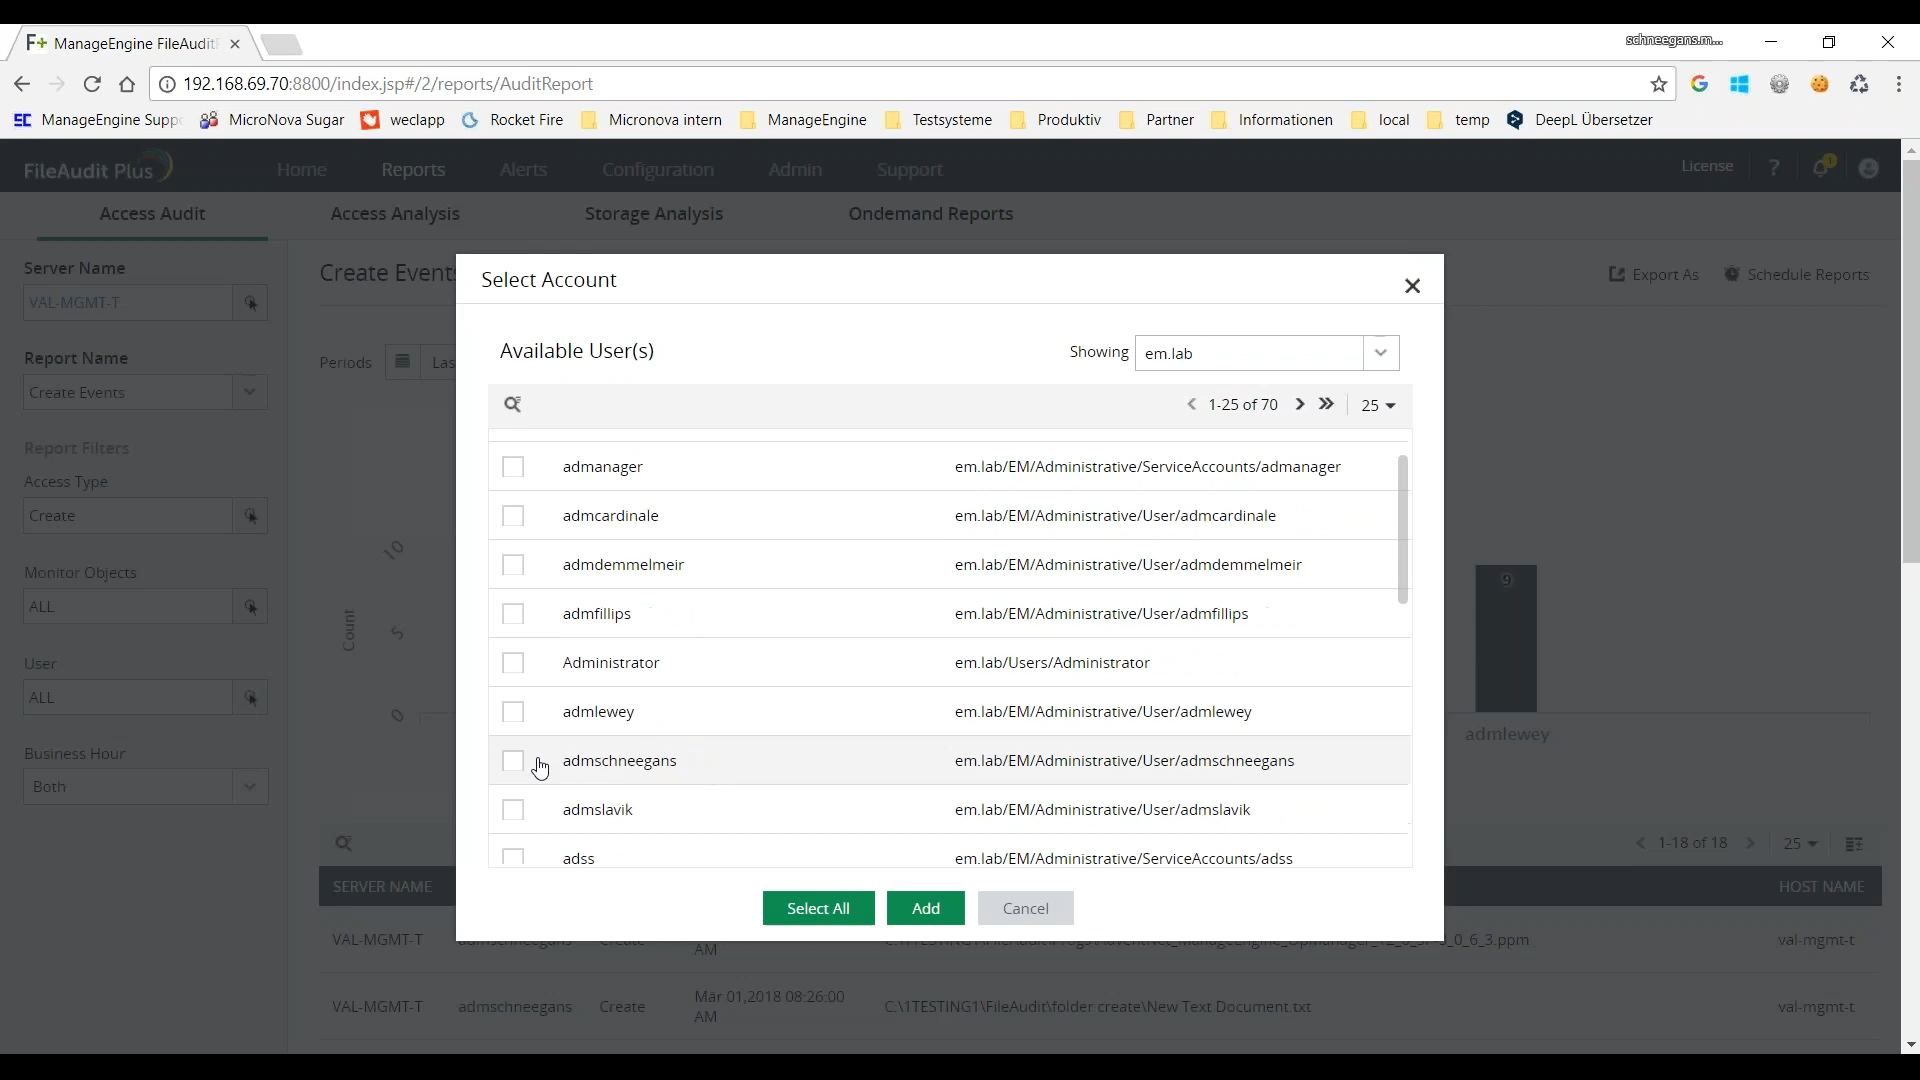 ManageEngine FileAudit
schneegans.m...
192.168.69.70:8800/index.jsp#/2/reports/AuditReport
ManageEngine Supp
MicroNova Sugar
weclapp
Rocket Fire
Micronova intern
ManageEngine
Testsysteme
Produktiv
Partner
Informationen
local
temp
DeepL Übersetzer
FileAudit Plus
Home
Reports
Alerts
Configuration
Admin
Support
License
?
1
Access Audit
Access Analysis
Storage Analysis
Ondemand Reports
Server Name
VAL-MGMT-T
Report Name
Create Events
Report Filters
Access Type
Create
Monitor Objects
ALL
User
ALL
Business Hour
Both
Create Events
Export As
Schedule Reports
Periods
Las
Count
10
5
0
9
admlewey
Select Account
Available User(s)
Showing
em.lab
1-25 of 70
25
admanager em.lab/EM/Administrative/ServiceAccounts/admanager
admcardinale em.lab/EM/Administrative/User/admcardinale
admdemmelmeir em.lab/EM/Administrative/User/admdemmelmeir
admfillips em.lab/EM/Administrative/User/admfillips
Administrator em.lab/Users/Administrator
admlewey em.lab/EM/Administrative/User/admlewey
admschneegans em.lab/EM/Administrative/User/admschneegans
admslavik em.lab/EM/Administrative/User/admslavik
adss em.lab/EM/Administrative/ServiceAccounts/adss
Select All
Add
Cancel
1-18 of 18
25
SERVER NAME
HOST NAME
VAL-MGMT-T admschneegans Create
AM
val-mgmt-t
VAL-MGMT-T admschneegans Create Mar 01,2018 08:26:00 C:\1TESTING1\FileAudit\folder create\New Text Document.txt val-mgmt-t
AM